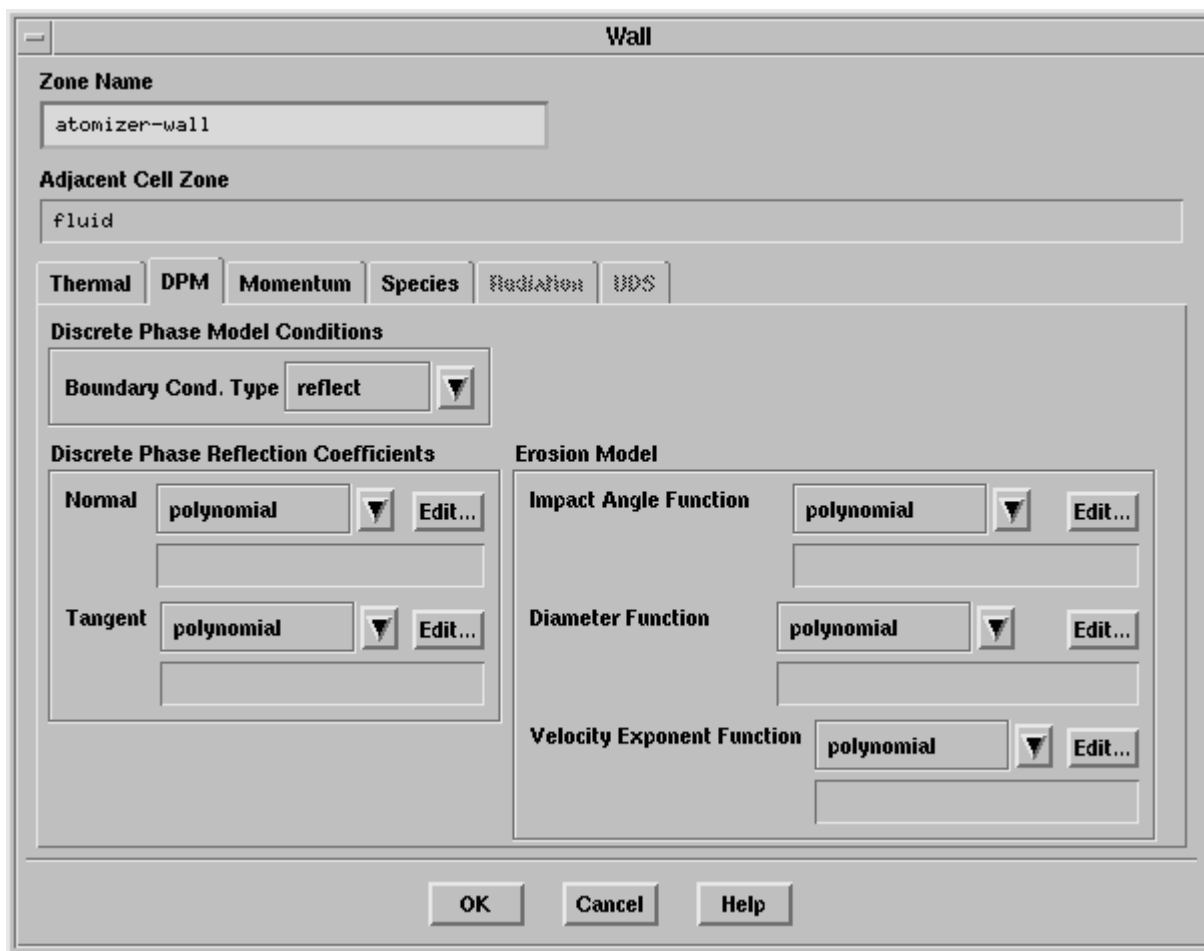 Wall
Zone Name
atomizer-wall
Adjacent Cell Zone
fluid
Thermal DPM Momentum Species Radiation UDS
Discrete Phase Model Conditions
Boundary Cond. Type reflect
Discrete Phase Reflection Coefficients
Normal polynomial Edit...
Tangent polynomial Edit...
Erosion Model
Impact Angle Function polynomial Edit...
Diameter Function polynomial Edit...
Velocity Exponent Function polynomial Edit...
OK Cancel Help